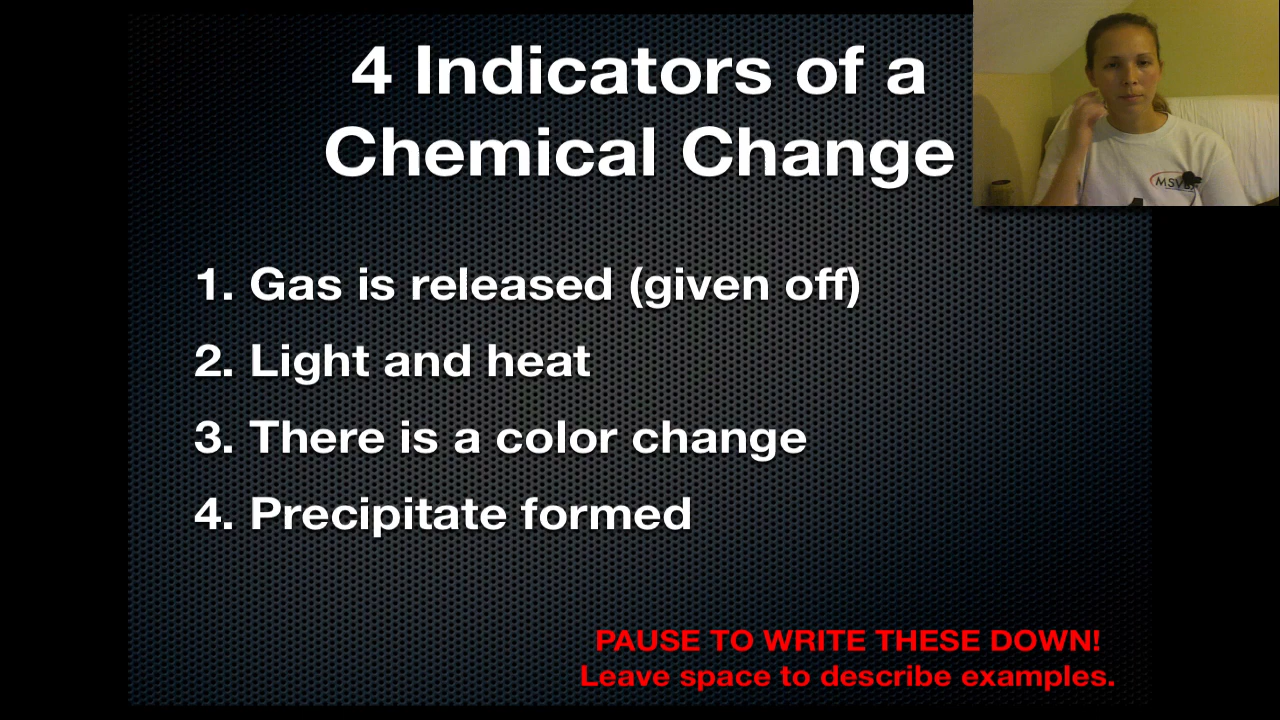 4 Indicators of a
Chemical Change
1. Gas is released (given off)
2. Light and heat
3. There is a color change
4. Precipitate formed
PAUSE TO WRITE THESE DOWN!
Leave space to describe examples.